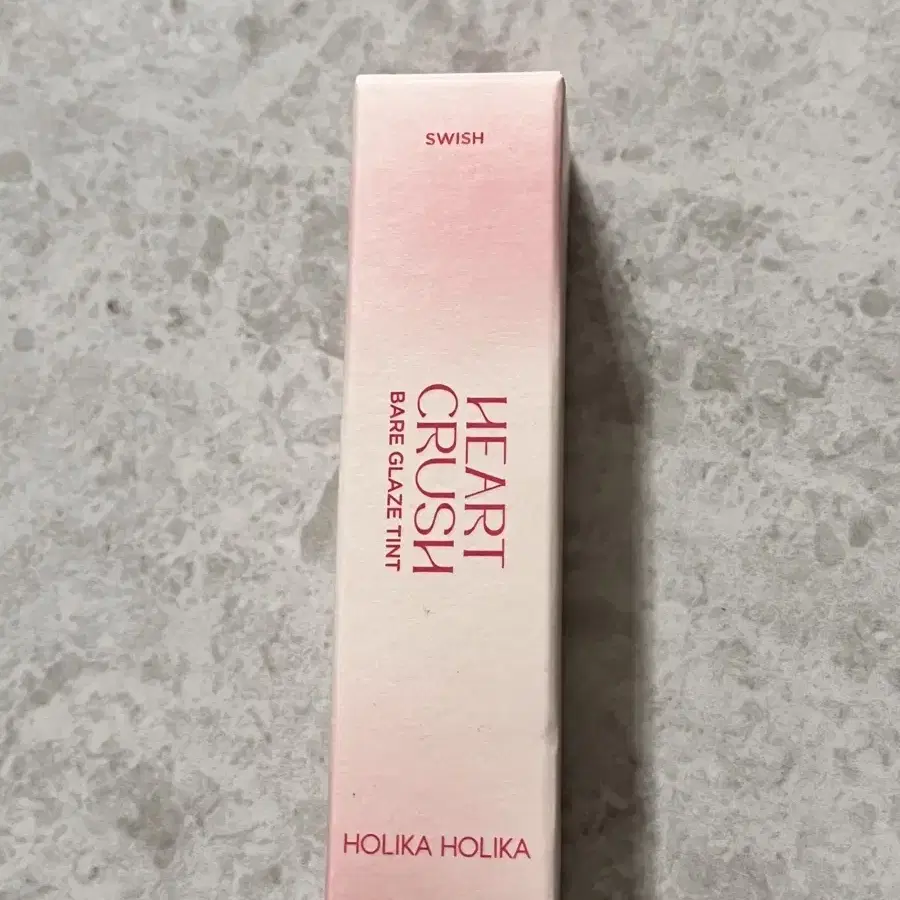 SWISH
HEART
CRUSH
BARE GLAZE TINT
HOLIKA HOLIKA